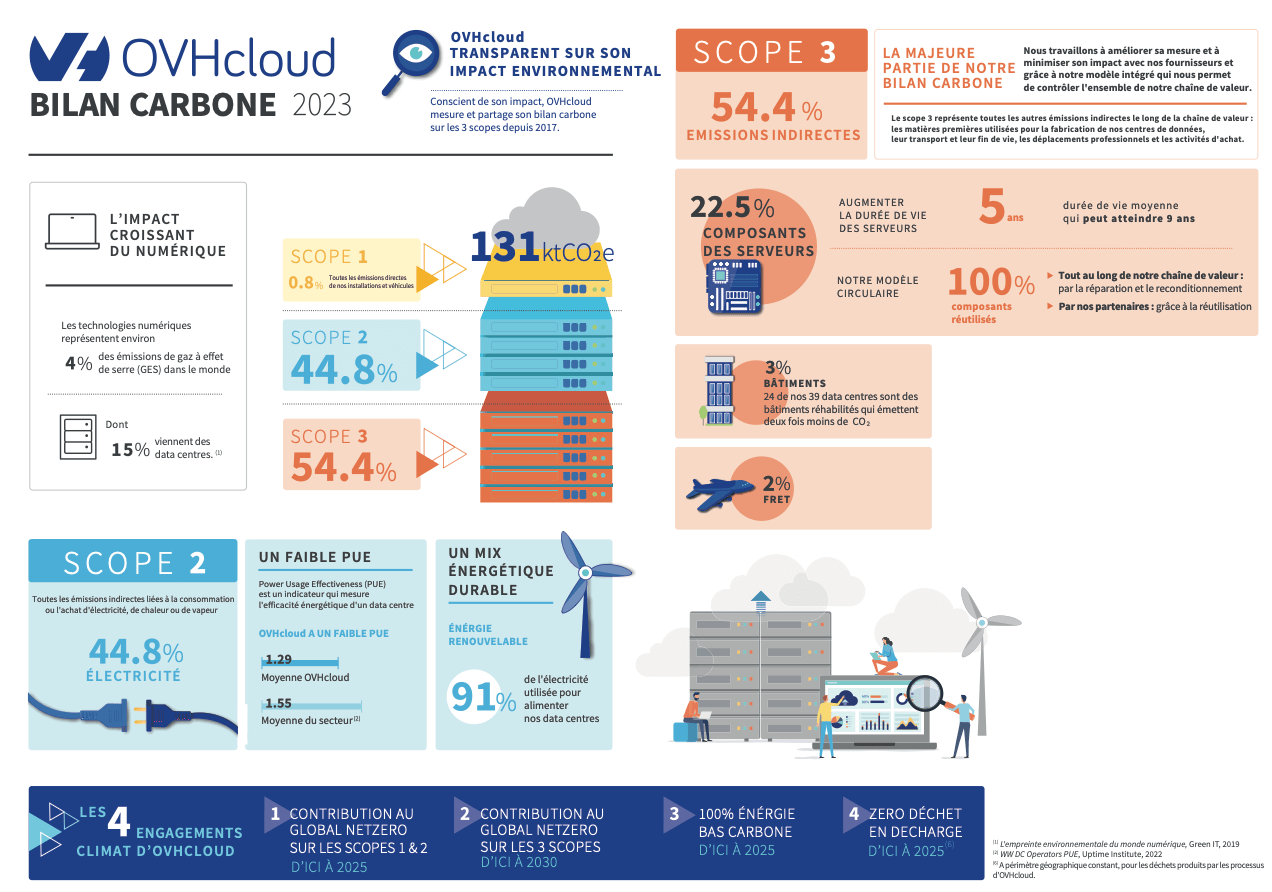 OVHcloud
BILAN CARBONE 2023
OVHcloud
TRANSPARENT SUR SON
IMPACT ENVIRONNEMENTAL
Conscient de son impact, OVHcloud
mesure et partage son bilan carbone
sur les 3 scopes depuis 2017.
L'IMPACT
CROISSANT
DU NUMÉRIQUE
Les technologies numériques
représentent environ
4% des émissions de gaz à effet
de serre (GES) dans le monde
Dont
15% viennent des
data centres. (1)
131 ktCO₂e
SCOPE 1
0.8% Toutes les émissions directes
de nos installations et véhicules
SCOPE 2
44.8%
SCOPE 3
54.4%
SCOPE 2
Toutes les émissions indirectes liées à la consommation
ou l'achat d'électricité, de chaleur ou de vapeur
44.8%
ÉLECTRICITÉ
UN FAIBLE PUE
Power Usage Effectiveness (PUE)
est un indicateur qui mesure
l'efficacité énergétique d'un data centre
OVHcloud A UN FAIBLE PUE
1.29
Moyenne OVHcloud
1.55
Moyenne du secteur(2)
UN MIX
ÉNERGÉTIQUE
DURABLE
ÉNÉRGIE
RENOUVELABLE
91%
de l'électricité
utilisée pour
alimenter
nos data centres
SCOPE 3
54.4 %
EMISSIONS INDIRECTES
LA MAJEURE
PARTIE DE NOTRE
BILAN CARBONE
Nous travaillons à améliorer sa mesure et à
minimiser son impact avec nos fournisseurs et
grâce à notre modèle intégré qui nous permet
de contrôler l'ensemble de notre chaîne de valeur.
Le scope 3 représente toutes les autres émissions indirectes le long de la chaîne de valeur :
les matières premières utilisées pour la fabrication de nos centres de données,
leur transport et leur fin de vie, les déplacements professionnels et les activités d'achat.
22.5%
COMPOSANTS
DES SERVEURS
AUGMENTER
LA DURÉE DE VIE
DES SERVEURS
5 ans
durée de vie moyenne
qui peut atteindre 9 ans
NOTRE MODÈLE
CIRCULAIRE
100%
composants
réutilisés
Tout au long de notre chaîne de valeur :
par la réparation et le reconditionnement
Par nos partenaires : grâce à la réutilisation
3%
BÂTIMENTS
24 de nos 39 data centres sont des
bâtiments réhabilités qui émettent
deux fois moins de CO₂
2%
FRET
LES 4 ENGAGEMENTS
CLIMAT D'OVHCLOUD
1 CONTRIBUTION AU
GLOBAL NETZERO
SUR LES SCOPES 1 & 2
D'ICI À 2025
2 CONTRIBUTION AU
GLOBAL NETZERO
SUR LES 3 SCOPES
D'ICI À 2030
3 100% ÉNÉRGIE
BAS CARBONE
D'ICI À 2025
4 ZERO DÉCHET
EN DECHARGE
D'ICI À 2025(6)
(1) L'empreinte environnementale du monde numérique, Green IT, 2019
(2) WW DC Operators PUE, Uptime Institute, 2022
(6) A périmètre géographique constant, pour les déchets produits par les processus
d'OVHcloud.